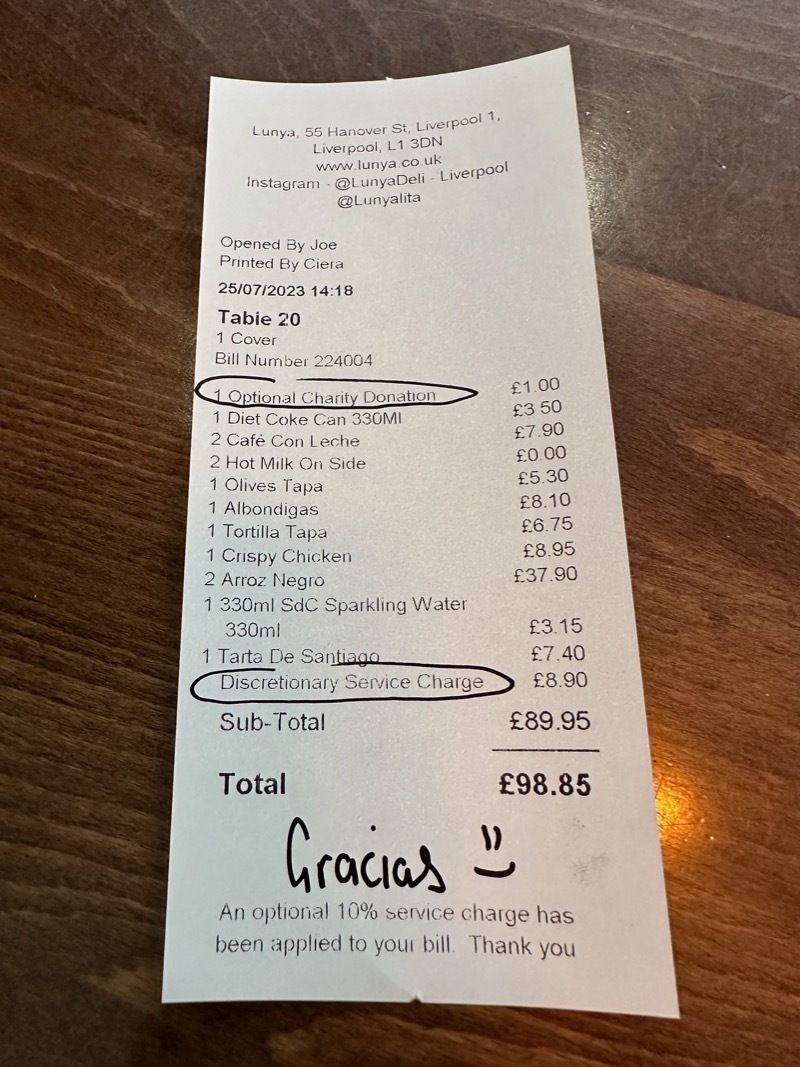 Lunya, 55 Hanover St, Liverpool 1,
Liverpool, L1 3DN
www.lunya.co.uk
Instagram - @LunyaDeli - Liverpool
@Lunyalita
Opened By Joe
Printed By Ciera
25/07/2023 14:18
Table 20
1 Cover
Bill Number 224004
1 Optional Charity Donation £1.00
1 Diet Coke Can 330Ml £3.50
2 Café Con Leche £7.90
2 Hot Milk On Side £0.00
1 Olives Tapa £5.30
1 Albondigas £8.10
1 Tortilla Tapa £6.75
1 Crispy Chicken £8.95
2 Arroz Negro £37.90
1 330ml SdC Sparkling Water
330ml £3.15
1 Tarta De Santiago £7.40
Discretionary Service Charge £8.90
Sub-Total £89.95
Total £98.85
Gracias
An optional 10% service charge has
been applied to your bill. Thank you